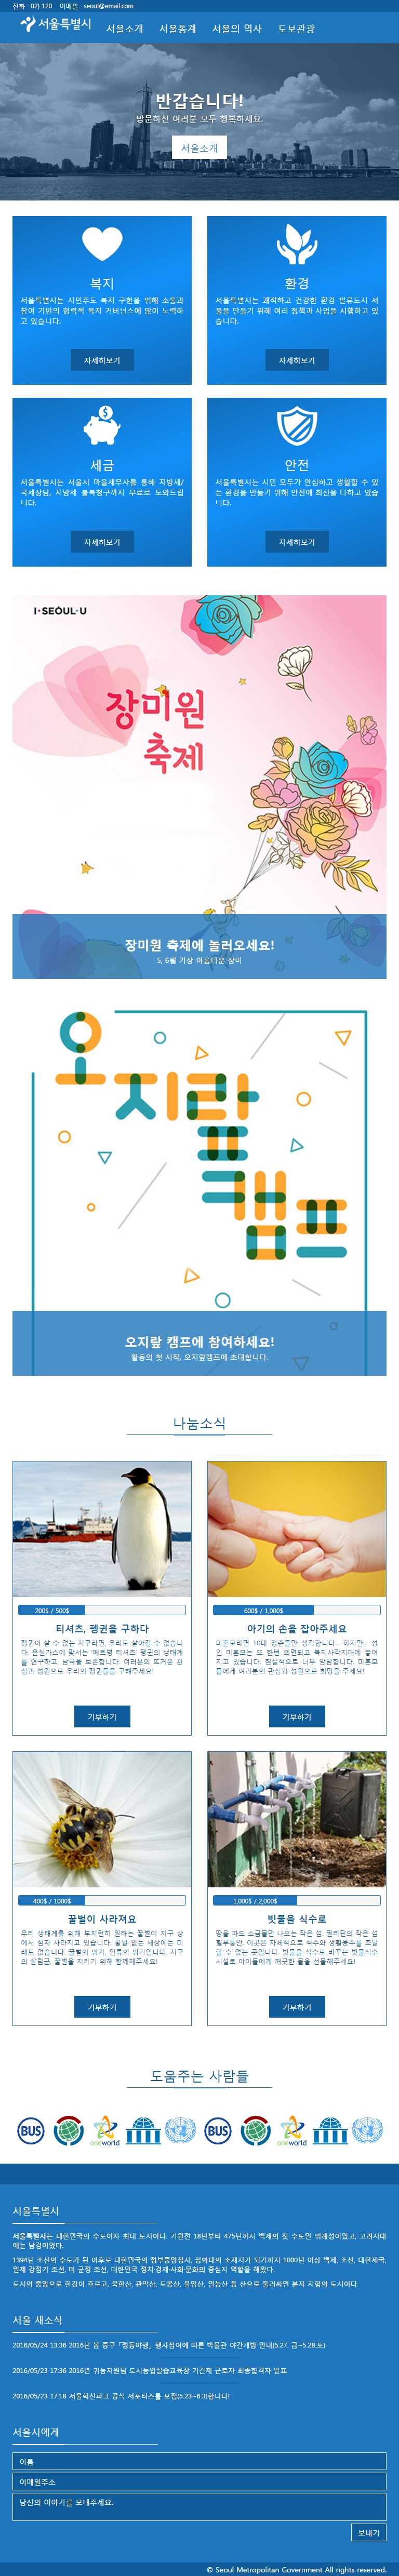 전화 : 02) 120 이메일 : seoul@email.com
서울특별시 서울소개 서울통계 서울의 역사 도보관광
반갑습니다!
방문하신 여러분 모두 행복하세요.
서울소개
복지
서울특별시는 시민주도 복지 구현을 위해 소통과
참여 기반의 협력적 복지 거버넌스에 많이 노력하
고 있습니다.
자세히보기
환경
서울특별시는 쾌적하고 건강한 환경 일류도시 서
울을 만들기 위해 여러 정책과 사업을 시행하고 있
습니다.
자세히보기
세금
서울특별시는 서울시 마을세무사를 통해 지방세/
국세상담, 지방세 불복청구까지 무료로 도와드립
니다.
자세히보기
안전
서울특별시는 시민 모두가 안심하고 생활할 수 있
는 환경을 만들기 위해 안전에 최선을 다하고 있습
니다.
자세히보기
I·SEOUL·U
장미원
축제
장미원 축제에 놀러오세요!
5, 6월 가장 아름다운 장미
오지랖
캠프
오지랖 캠프에 참여하세요!
활동의 첫 시작, 오지랖캠프에 초대합니다.
나눔소식
200$ / 500$
티셔츠, 펭귄을 구하다
펭귄이 살 수 없는 지구라면, 우리도 살아갈 수 없습니
다. 온실가스에 맞서는 '페트병 티셔츠' 펭귄의 생태계
를 연구하고, 남극을 보존합니다. 여러분의 뜨거운 관
심과 성원으로 우리의 펭귄들을 구해주세요!
기부하기
600$ / 1,000$
아기의 손을 잡아주세요
미혼모라면 10대 청춘들만 생각합니다... 하지만... 성
인 미혼모는 또 한번 외면되고 복지사각지대에 놓여
지고 있습니다. 현실적으로 너무 암담합니다. 미혼모
들에게 여러분의 관심과 성원으로 희망을 주세요!
기부하기
400$ / 1000$
꿀벌이 사라져요
우리 생태계를 위해 부지런히 일하는 꿀벌이 지구 상
에서 점차 사라지고 있습니다. 꿀벌 없는 세상에는 미
래도 없습니다. 꿀벌의 위기, 인류의 위기입니다. 지구
의 살림꾼, 꿀벌을 지키기 위해 함께해주세요!
기부하기
1,000$ / 2,000$
빗물을 식수로
땅을 파도 소금물만 나오는 작은 섬. 필리핀의 작은 섬
힐루퉁안. 이곳은 자체적으로 식수와 생활용수를 조달
할 수 없는 곳입니다. 빗물을 식수로 바꾸는 빗물식수
시설로 아이들에게 깨끗한 물을 선물해주세요!
기부하기
도움주는 사람들
BUS oneworld BUS oneworld
서울특별시
서울특별시는 대한민국의 수도이자 최대 도시이다. 기원전 18년부터 475년까지 백제의 첫 수도인 위례성이었고, 고려시대
에는 남경이었다.
1394년 조선의 수도가 된 이후로 대한민국의 정부중앙청사, 청와대의 소재지가 되기까지 1000년 이상 백제, 조선, 대한제국,
일제 강점기 조선, 미 군정 조선, 대한민국 정치·경제·사회·문화의 중심지 역할을 해왔다.
도시의 중앙으로 한강이 흐르고, 북한산, 관악산, 도봉산, 불암산, 인능산 등 산으로 둘러싸인 분지 지형의 도시이다.
서울 새소식
2016/05/24 13:36 2016년 봄 중구 「정동야행」 행사참여에 따른 박물관 야간개방 안내(5.27. 금~5.28.토)
2016/05/23 17:36 2016년 귀농지원팀 도시농업실습교육장 기간제 근로자 최종합격자 발표
2016/05/23 17:18 서울혁신파크 공식 서포터즈를 모집(5.23~6.3)합니다!
서울시에게
이름
이메일주소
당신의 이야기를 보내주세요.
보내기
© Seoul Metropolitan Government All rights reserved.